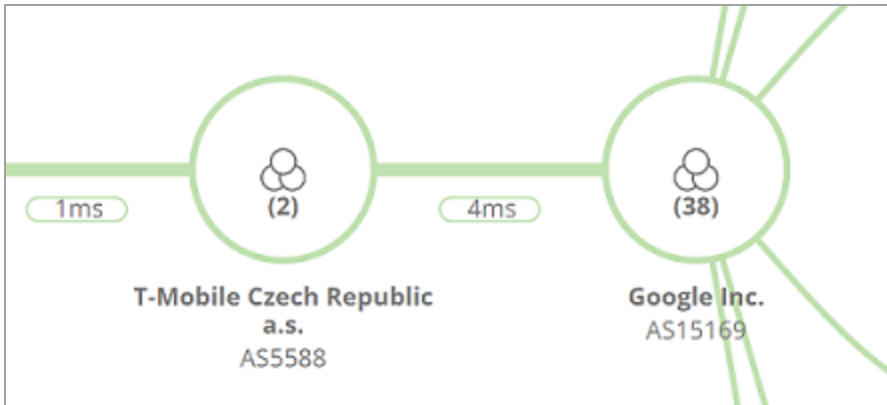 1ms
(2)
4ms
(38)
T-Mobile Czech Republic
a.s.
AS5588
Google Inc.
AS15169